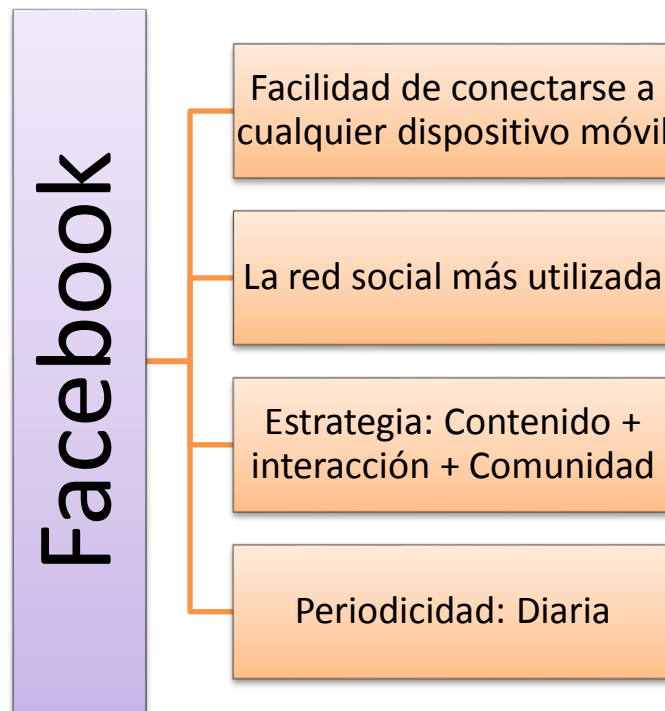 Facebook
Facilidad de conectarse a
cualquier dispositivo móvil
La red social más utilizada
Estrategia: Contenido +
interacción + Comunidad
Periodicidad: Diaria